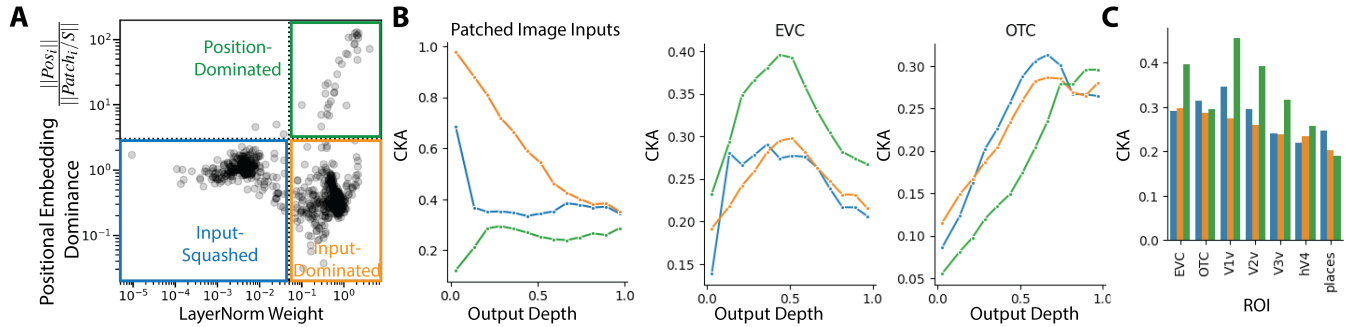 A
Positional Embedding
Dominance
||Pos_i||
||Patch_i/S||
10²
10¹
10⁰
10⁻¹
Position-
Dominated
Input-
Squashed
Input-
Dominated
10⁻⁵ 10⁻⁴ 10⁻³ 10⁻² 10⁻¹ 10⁰
LayerNorm Weight
B
Patched Image Inputs
CKA
1.0
0.8
0.6
0.4
0.2
0.0 0.5 1.0
Output Depth
EVC
CKA
0.40
0.35
0.30
0.25
0.20
0.15
0.0 0.5 1.0
Output Depth
OTC
CKA
0.30
0.25
0.20
0.15
0.10
0.05
0.0 0.5 1.0
Output Depth
C
CKA
0.4
0.3
0.2
0.1
0.0
EVC
OTC
V1v
V2v
V3v
hV4
places
ROI